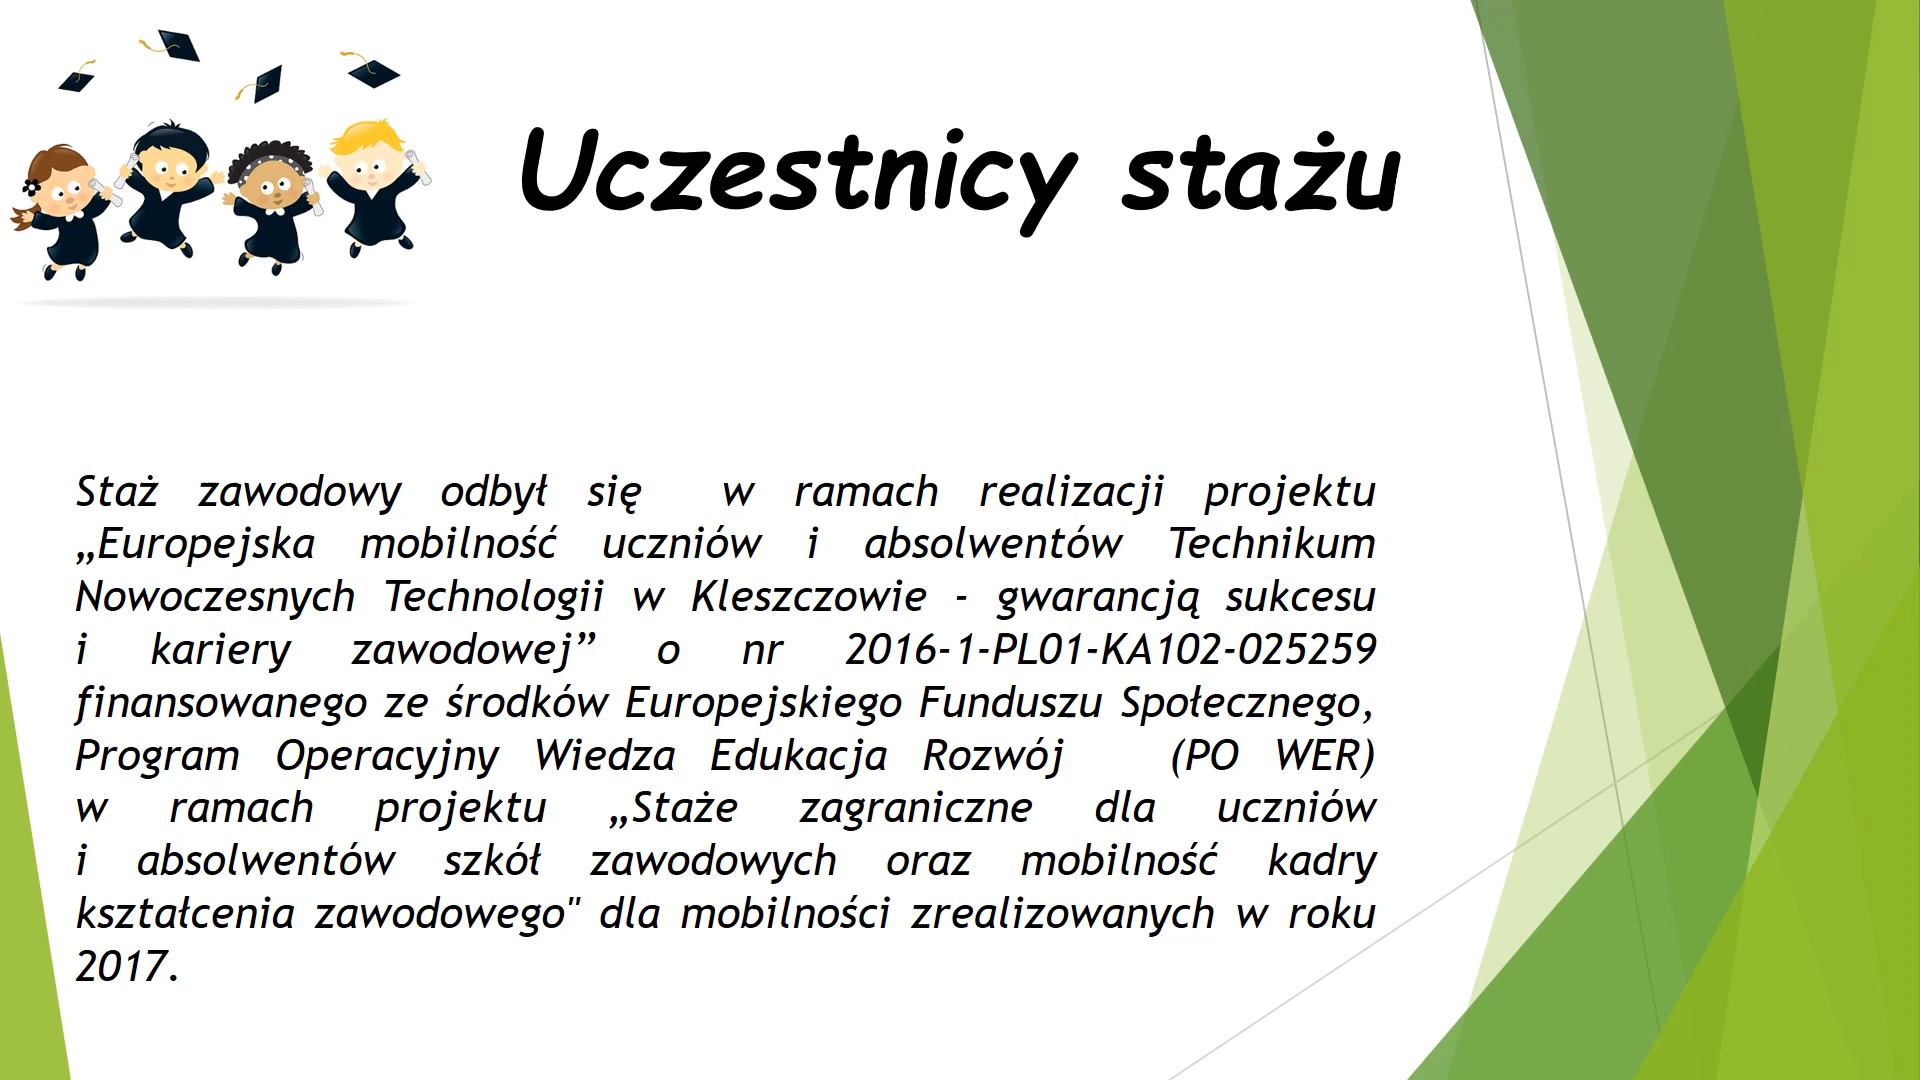 Uczestnicy stażu
Staż zawodowy odbył się w ramach realizacji projektu
„Europejska mobilność uczniów i absolwentów Technikum
Nowoczesnych Technologii w Kleszczowie - gwarancją sukcesu
i kariery zawodowej” o nr 2016-1-PL01-KA102-025259
finansowanego ze środków Europejskiego Funduszu Społecznego,
Program Operacyjny Wiedza Edukacja Rozwój (PO WER)
w ramach projektu „Staże zagraniczne dla uczniów
i absolwentów szkół zawodowych oraz mobilność kadry
kształcenia zawodowego" dla mobilności zrealizowanych w roku
2017.